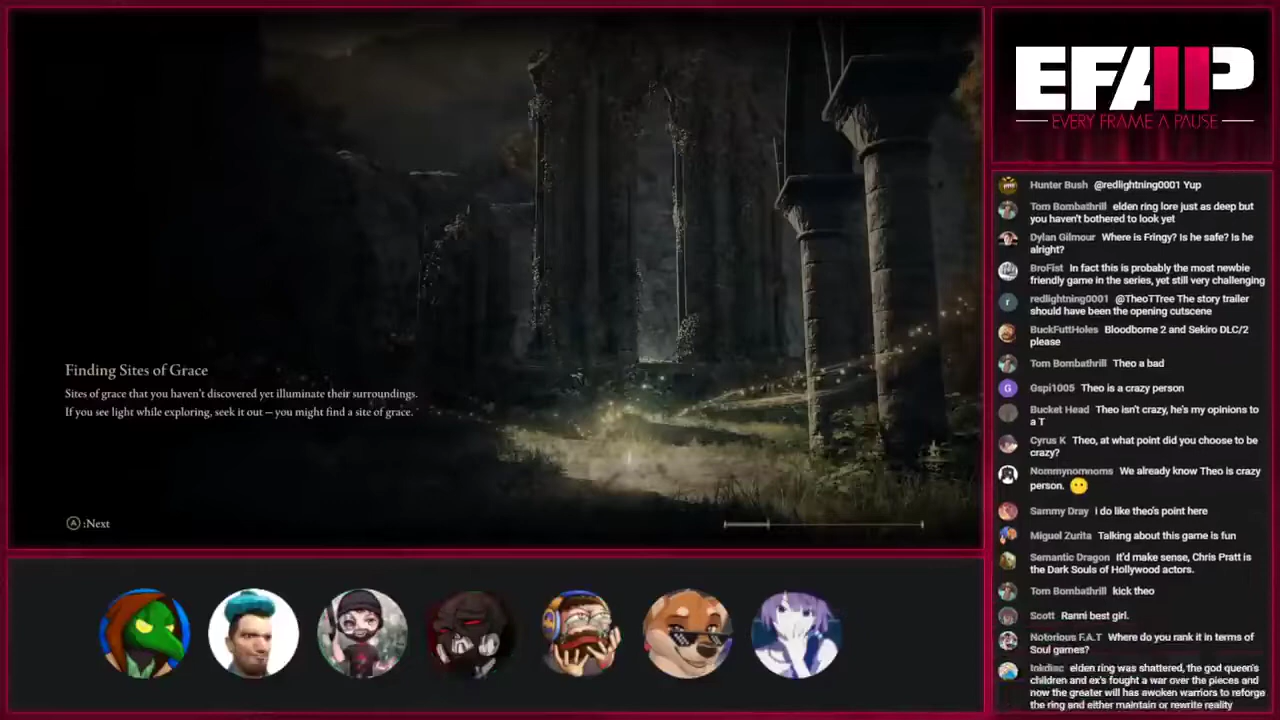 Finding Sites of Grace
Sites of grace that you haven't discovered yet illuminate their surroundings.
If you see light while exploring, seek it out – you might find a site of grace.
Ⓐ:Next
EFAP
EVERY FRAME A PAUSE
Hunter Bush @redlightning0001 Yup
Tom Bombathrill elden ring lore just as deep but
you haven't bothered to look yet
Dylan Gilmour Where is Fringy? Is he safe? Is he
alright?
BroFist In fact this is probably the most newbie
friendly game in the series, yet still very challenging
r
redlightning0001 @TheoTTree The story trailer
should have been the opening cutscene
BuckFuttHoles Bloodborne 2 and Sekiro DLC/2
please
Tom Bombathrill Theo a bad
G
Gspi1005 Theo is a crazy person
Bucket Head Theo isn't crazy, he's my opinions to
a T
Cyrus K Theo, at what point did you choose to be
crazy?
Nommynomnoms We already know Theo is crazy
person.
Sammy Dray i do like theo's point here
Miguel Zurita Talking about this game is fun
Semantic Dragon It'd make sense, Chris Pratt is
the Dark Souls of Hollywood actors.
Tom Bombathrill kick theo
Scott Ranni best girl.
Notorious F.A.T Where do you rank it in terms of
Soul games?
elden ring was shattered, the god queen's
children and ex's fought a war over the pieces and
now the greater will has awoken warriors to reforge
the ring and either maintain or rewrite reality